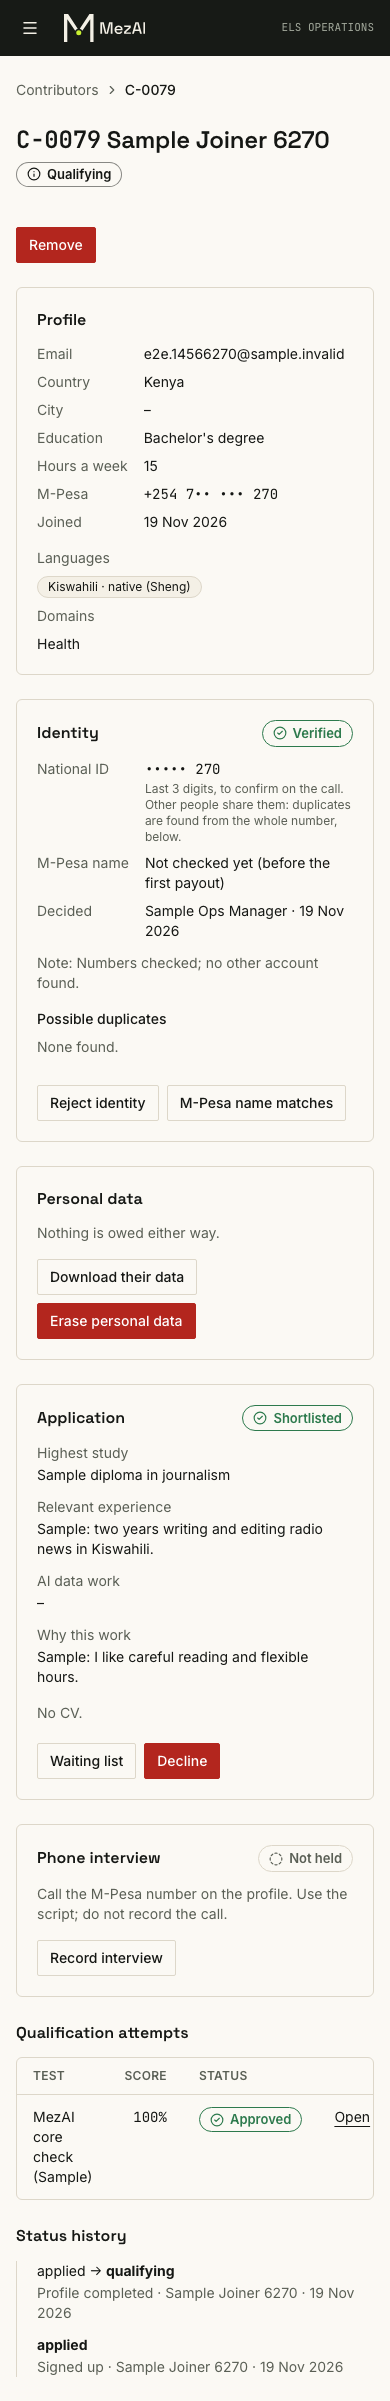 MezAI
ELS OPERATIONS
Contributors > C-0079
C-0079 Sample Joiner 6270
Qualifying
Remove
Profile
Email e2e.14566270@sample.invalid
Country Kenya
City –
Education Bachelor's degree
Hours a week 15
M-Pesa +254 7•• ••• 270
Joined 19 Nov 2026
Languages
Kiswahili · native (Sheng)
Domains
Health
Identity Verified
National ID ••••• 270
Last 3 digits, to confirm on the call.
Other people share them: duplicates
are found from the whole number,
below.
M-Pesa name Not checked yet (before the
first payout)
Decided Sample Ops Manager · 19 Nov
2026
Note: Numbers checked; no other account
found.
Possible duplicates
None found.
Reject identity M-Pesa name matches
Personal data
Nothing is owed either way.
Download their data
Erase personal data
Application Shortlisted
Highest study
Sample diploma in journalism
Relevant experience
Sample: two years writing and editing radio
news in Kiswahili.
AI data work
–
Why this work
Sample: I like careful reading and flexible
hours.
No CV.
Waiting list Decline
Phone interview Not held
Call the M-Pesa number on the profile. Use the
script; do not record the call.
Record interview
Qualification attempts
TEST SCORE STATUS
MezAI 100% Approved Open
core
check
(Sample)
Status history
applied → qualifying
Profile completed · Sample Joiner 6270 · 19 Nov
2026
applied
Signed up · Sample Joiner 6270 · 19 Nov 2026